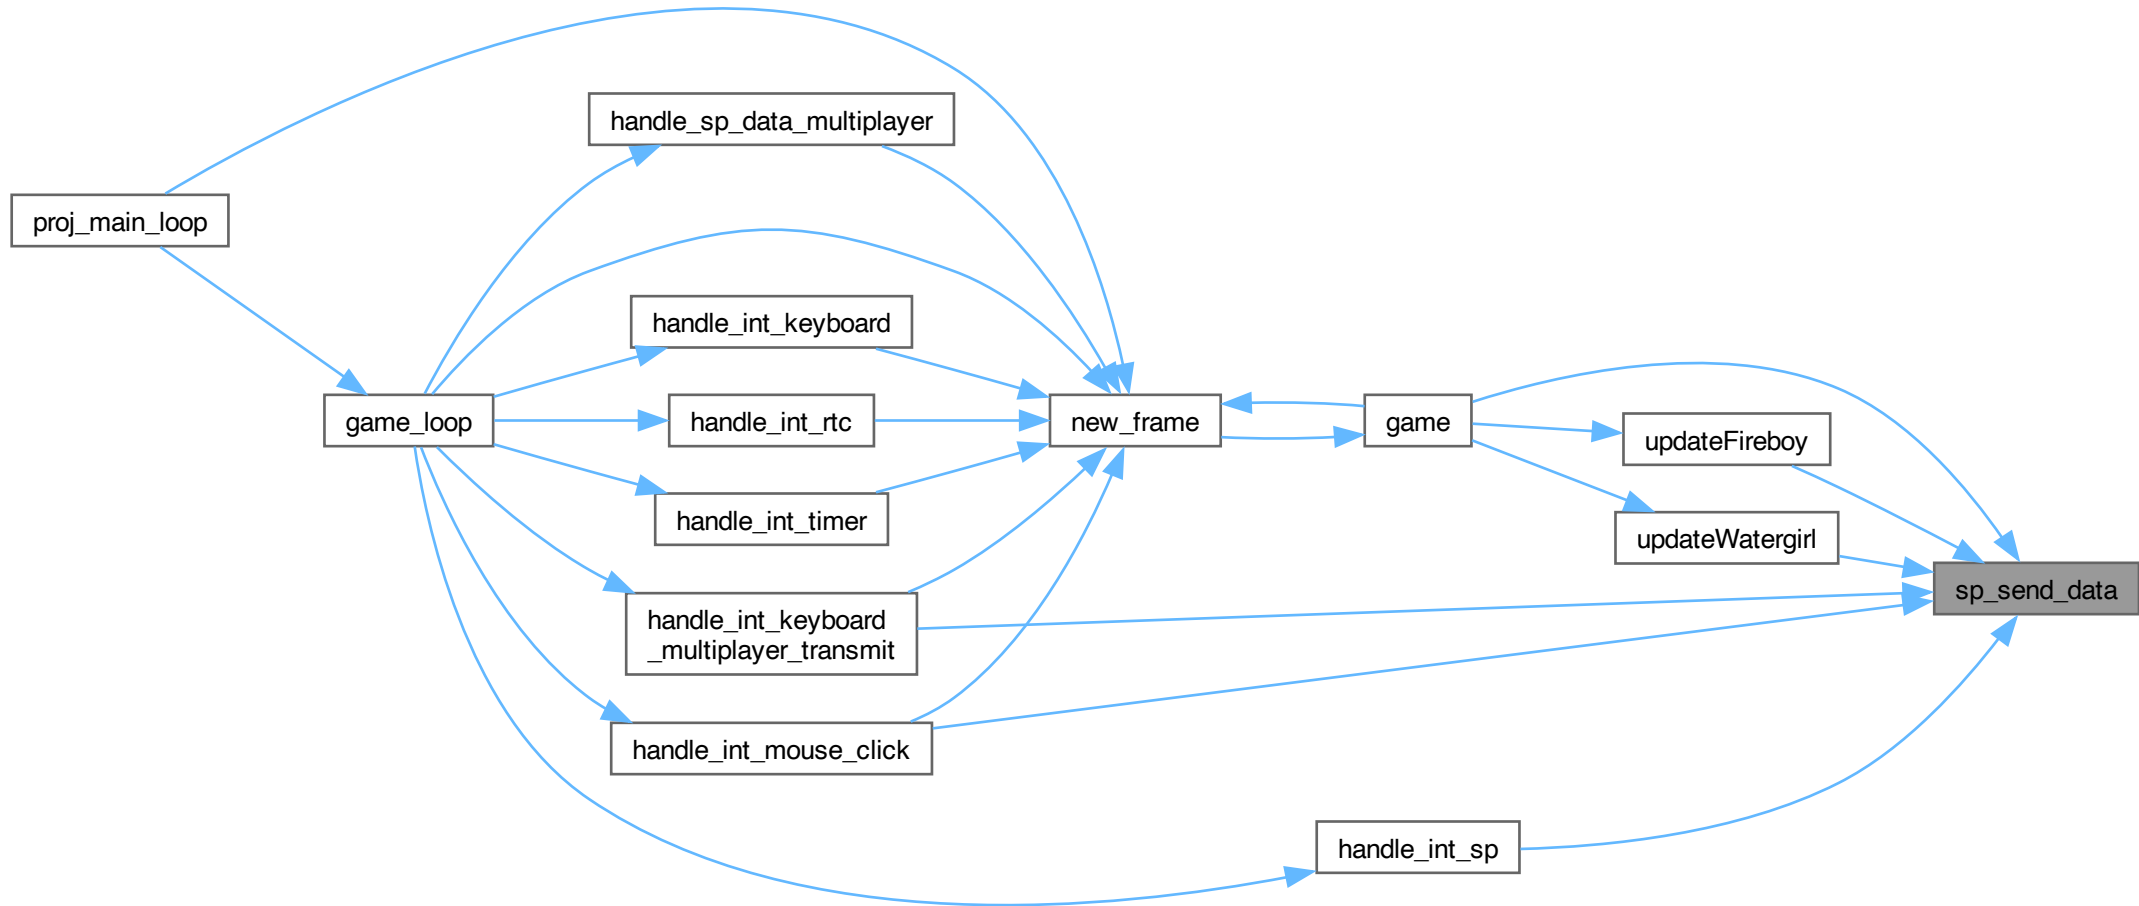 handle_sp_data_multiplayer
proj_main_loop
handle_int_keyboard
game_loop
handle_int_rtc
new_frame
game
updateFireboy
handle_int_timer
updateWatergirl
sp_send_data
handle_int_keyboard
_multiplayer_transmit
handle_int_mouse_click
handle_int_sp